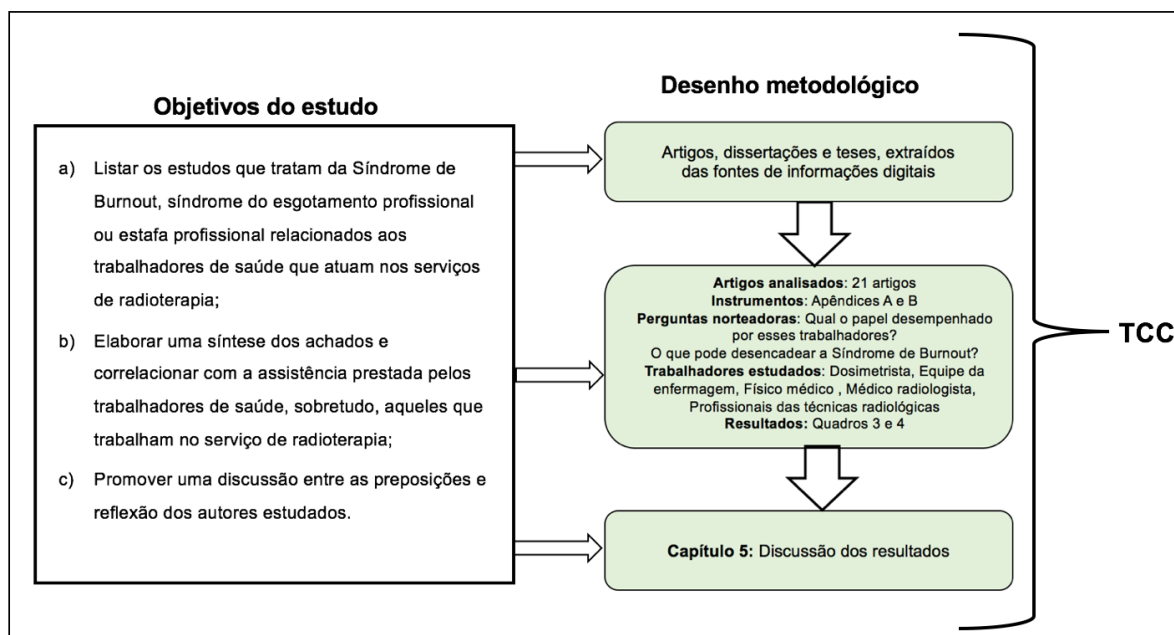 Objetivos do estudo
a) Listar os estudos que tratam da Síndrome de
Burnout, síndrome do esgotamento profissional
ou estafa profissional relacionados aos
trabalhadores de saúde que atuam nos serviços
de radioterapia;
b) Elaborar uma síntese dos achados e
correlacionar com a assistência prestada pelos
trabalhadores de saúde, sobretudo, aqueles que
trabalham no serviço de radioterapia;
c) Promover uma discussão entre as preposições e
reflexão dos autores estudados.
Desenho metodológico
Artigos, dissertações e teses, extraídos
das fontes de informações digitais
Artigos analisados: 21 artigos
Instrumentos: Apêndices A e B
Perguntas norteadoras: Qual o papel desempenhado
por esses trabalhadores?
O que pode desencadear a Síndrome de Burnout?
Trabalhadores estudados: Dosimetrista, Equipe da
enfermagem, Físico médico , Médico radiologista,
Profissionais das técnicas radiológicas
Resultados: Quadros 3 e 4
Capítulo 5: Discussão dos resultados
TCC